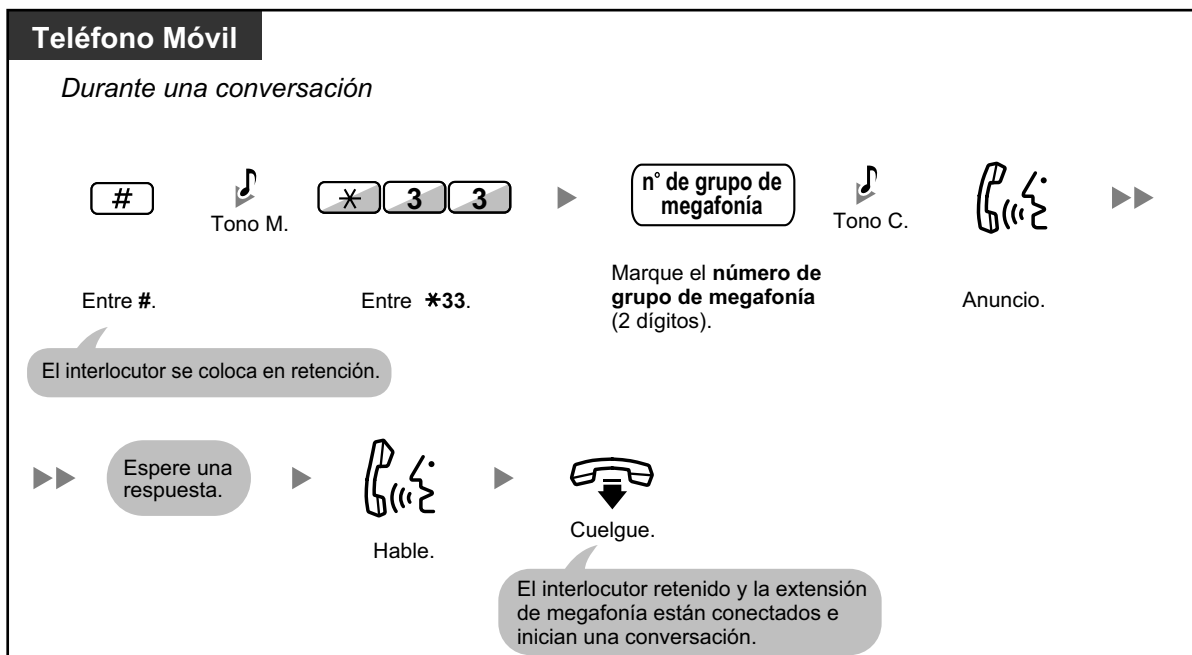 Teléfono Móvil
Durante una conversación
#
Tono M.
* 3 3
n° de grupo de
megafonía
Tono C.
Entre #.
Entre *33.
Marque el número de
grupo de megafonía
(2 dígitos).
Anuncio.
El interlocutor se coloca en retención.
Espere una
respuesta.
Hable.
Cuelgue.
El interlocutor retenido y la extensión
de megafonía están conectados e
inician una conversación.